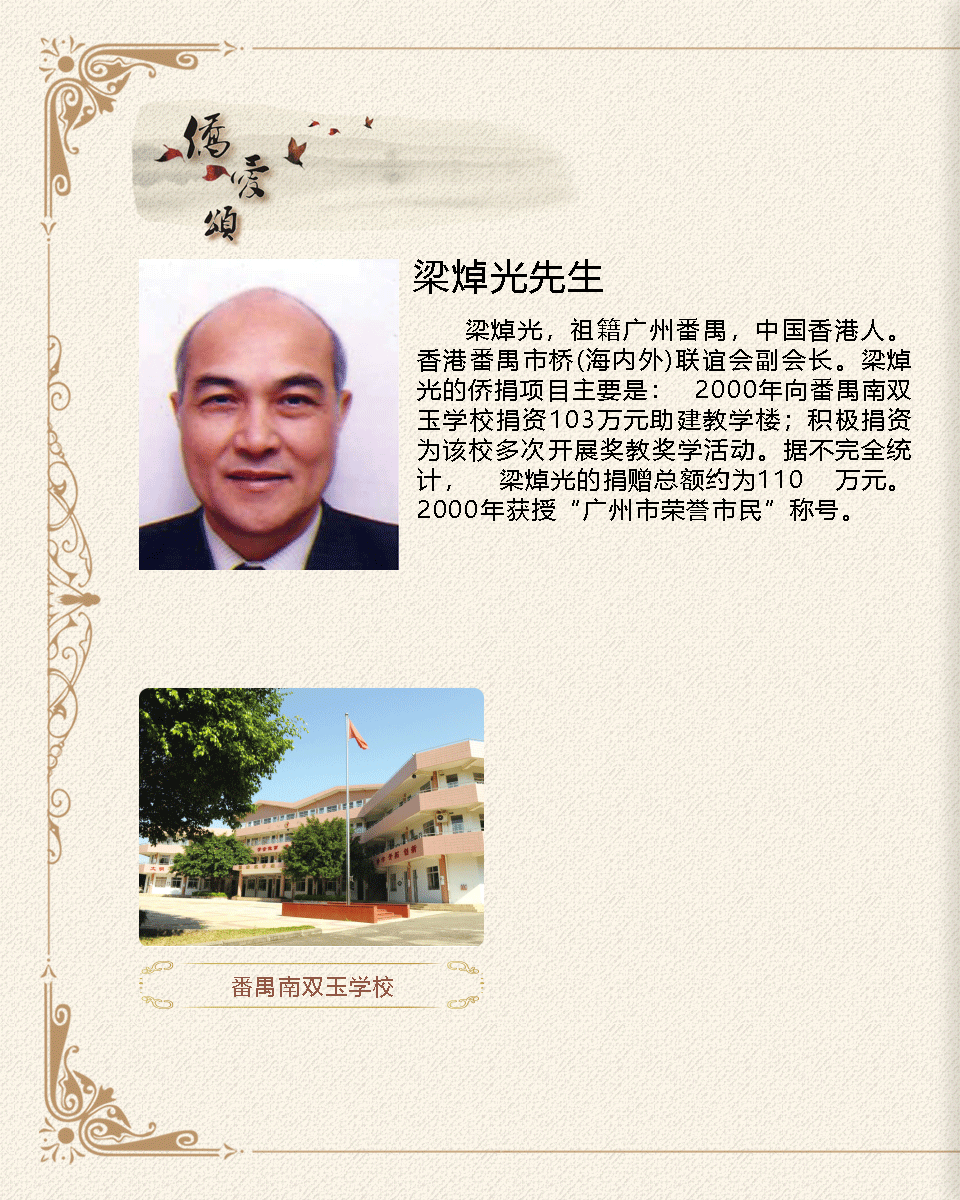 僑
愛
頌
梁焯光先生
梁焯光，祖籍广州番禺，中国香港人。
香港番禺市桥(海内外)联谊会副会长。梁焯
光的侨捐项目主要是： 2000年向番禺南双
玉学校捐资103万元助建教学楼；积极捐资
为该校多次开展奖教奖学活动。据不完全统
计， 梁焯光的捐赠总额约为110 万元。
2000年获授“广州市荣誉市民”称号。
番禺南双玉学校